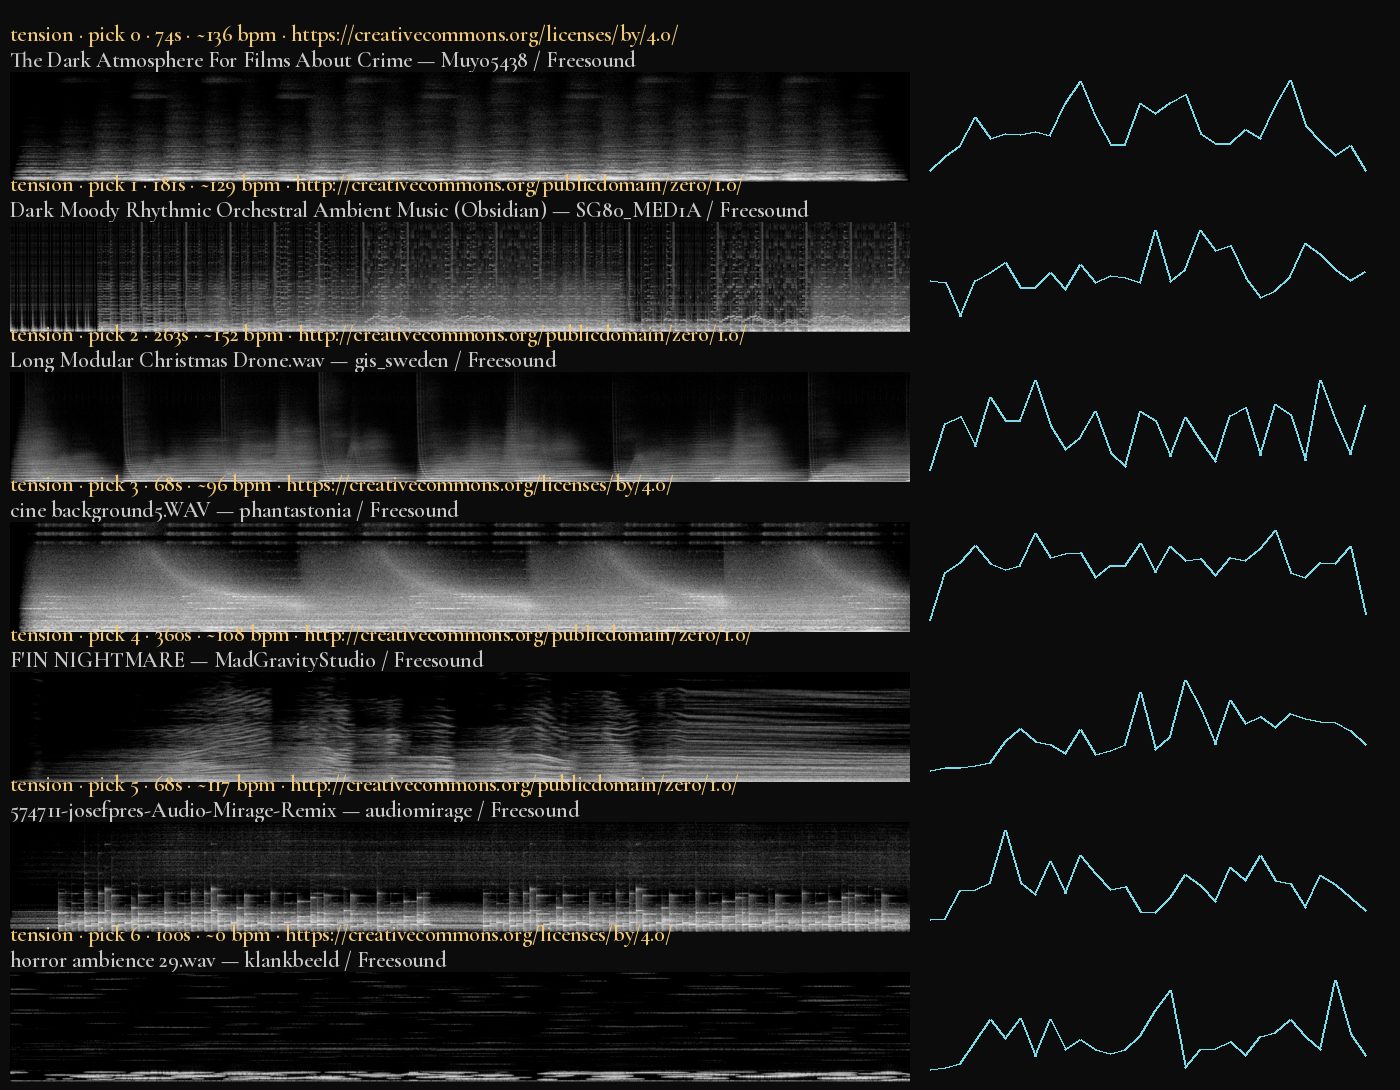 tension · pick 0 · 74s · ~136 bpm · https://creativecommons.org/licenses/by/4.0/
The Dark Atmosphere For Films About Crime — Muyo5438 / Freesound
tension · pick 1 · 181s · ~129 bpm · http://creativecommons.org/publicdomain/zero/1.0/
Dark Moody Rhythmic Orchestral Ambient Music (Obsidian) — SG80_MED1A / Freesound
tension · pick 2 · 263s · ~152 bpm · http://creativecommons.org/publicdomain/zero/1.0/
Long Modular Christmas Drone.wav — gis_sweden / Freesound
tension · pick 3 · 68s · ~96 bpm · https://creativecommons.org/licenses/by/4.0/
cine background5.WAV — phantastonia / Freesound
tension · pick 4 · 360s · ~108 bpm · http://creativecommons.org/publicdomain/zero/1.0/
F'IN NIGHTMARE — MadGravityStudio / Freesound
tension · pick 5 · 68s · ~117 bpm · http://creativecommons.org/publicdomain/zero/1.0/
574711-josefpres-Audio-Mirage-Remix — audiomirage / Freesound
tension · pick 6 · 100s · ~0 bpm · https://creativecommons.org/licenses/by/4.0/
horror ambience 29.wav — klankbeeld / Freesound